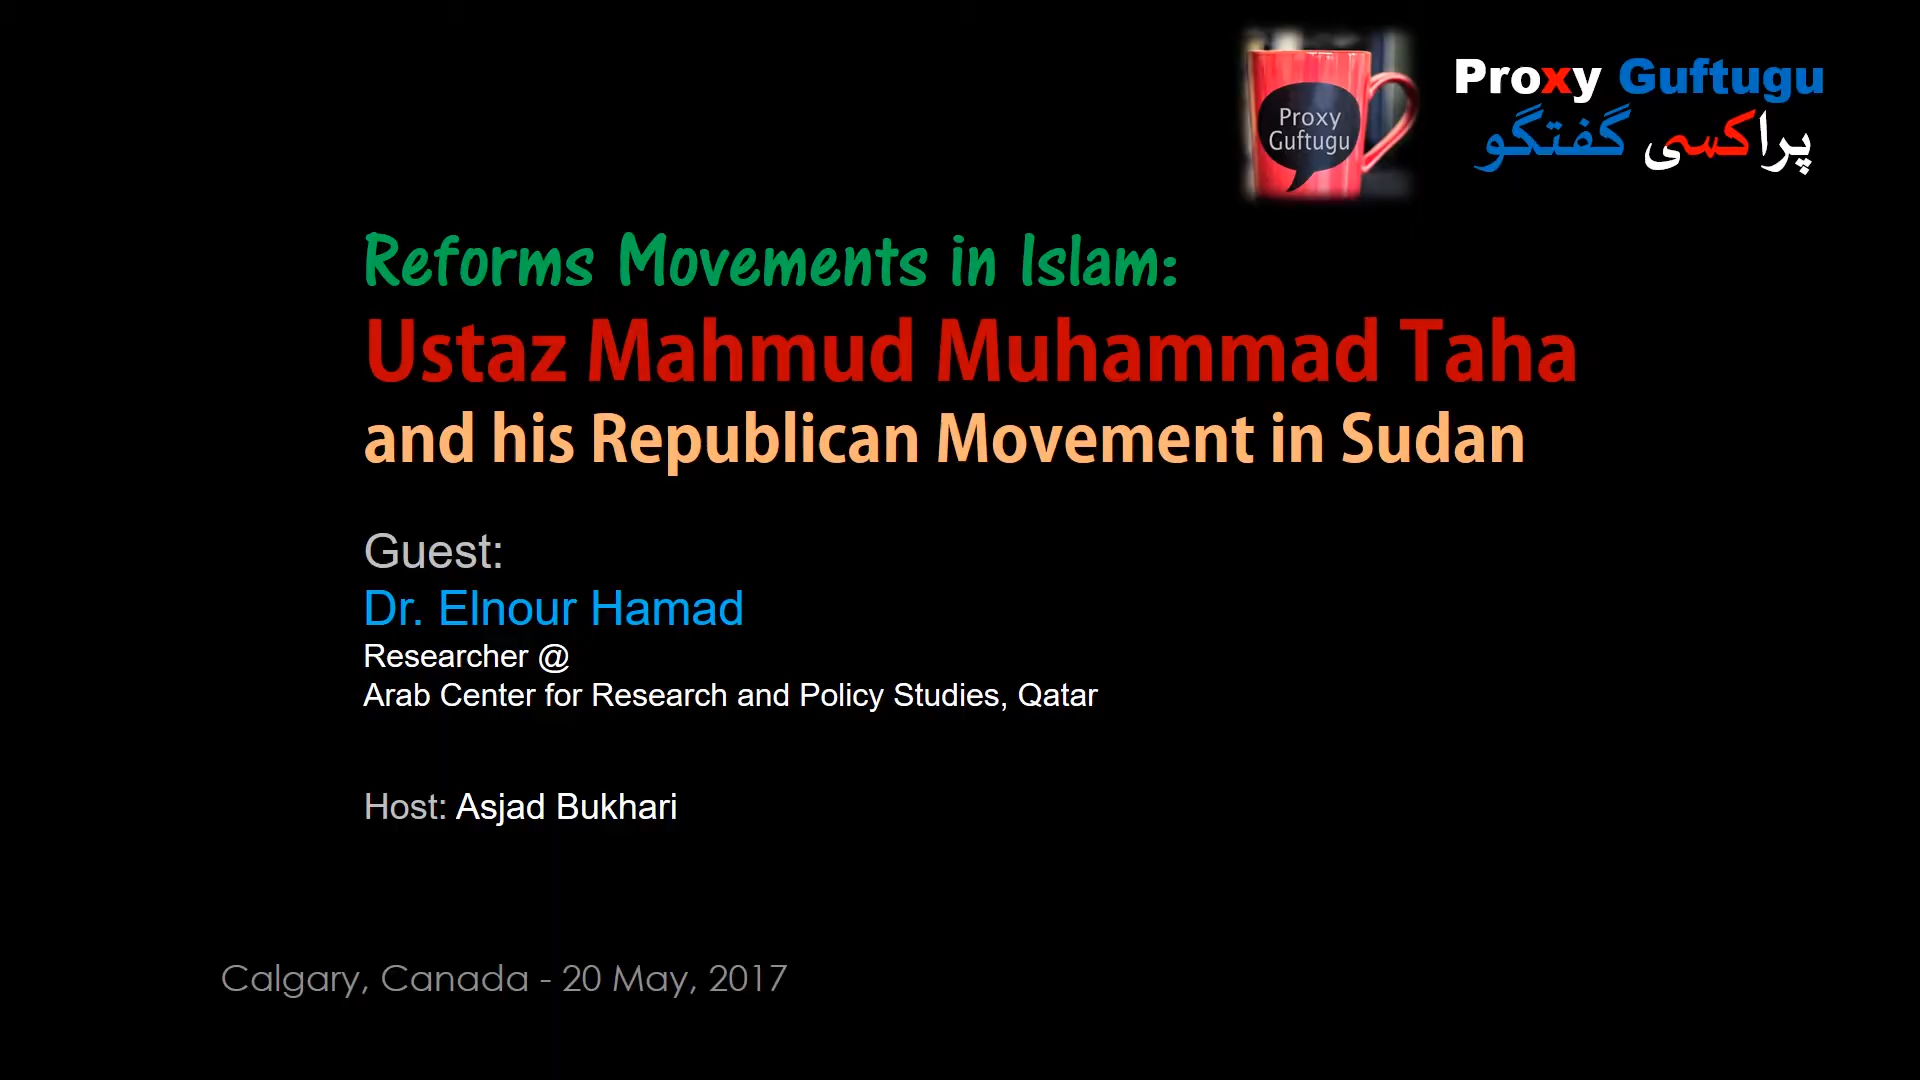 Proxy
Guftugu
Proxy Guftugu
پراکسی گفتگو
Reforms Movements in Islam:
Ustaz Mahmud Muhammad Taha
and his Republican Movement in Sudan
Guest:
Dr. Elnour Hamad
Researcher @
Arab Center for Research and Policy Studies, Qatar
Host: Asjad Bukhari
Calgary, Canada - 20 May, 2017